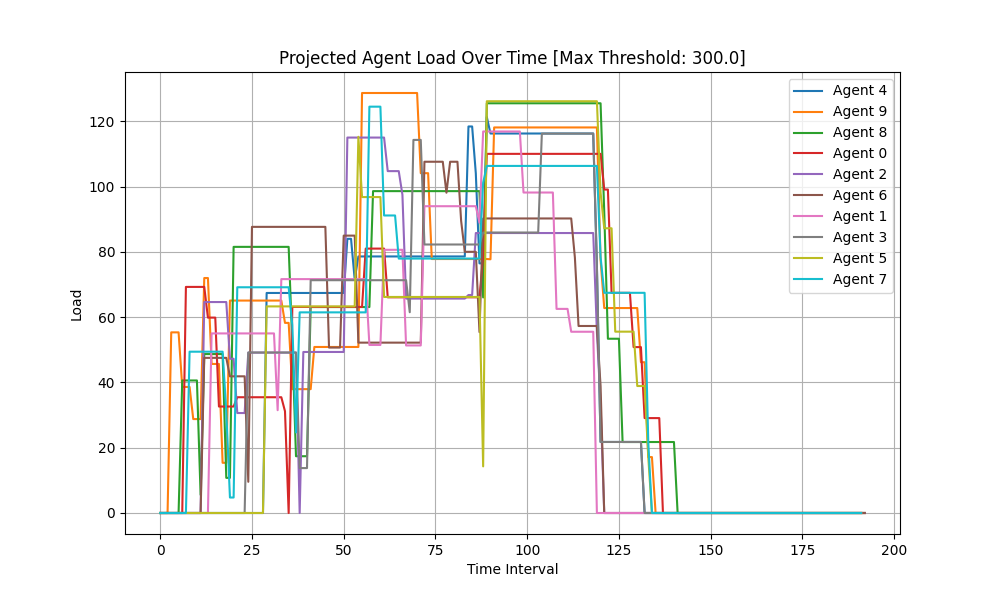 Projected Agent Load Over Time [Max Threshold: 300.0]
Load
120
100
80
60
40
20
0
0 25 50 75 100 125 150 175 200
Time Interval
Agent 4
Agent 9
Agent 8
Agent 0
Agent 2
Agent 6
Agent 1
Agent 3
Agent 5
Agent 7